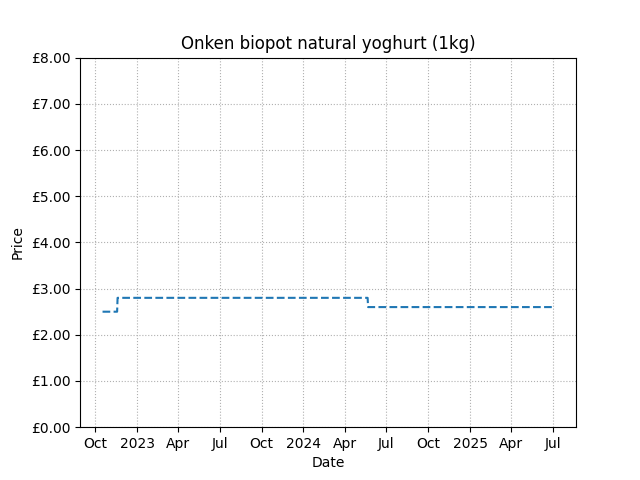 Onken biopot natural yoghurt (1kg)
£8.00
£7.00
£6.00
£5.00
£4.00
£3.00
£2.00
£1.00
£0.00
Price
Oct 2023 Apr Jul Oct 2024 Apr Jul Oct 2025 Apr Jul
Date